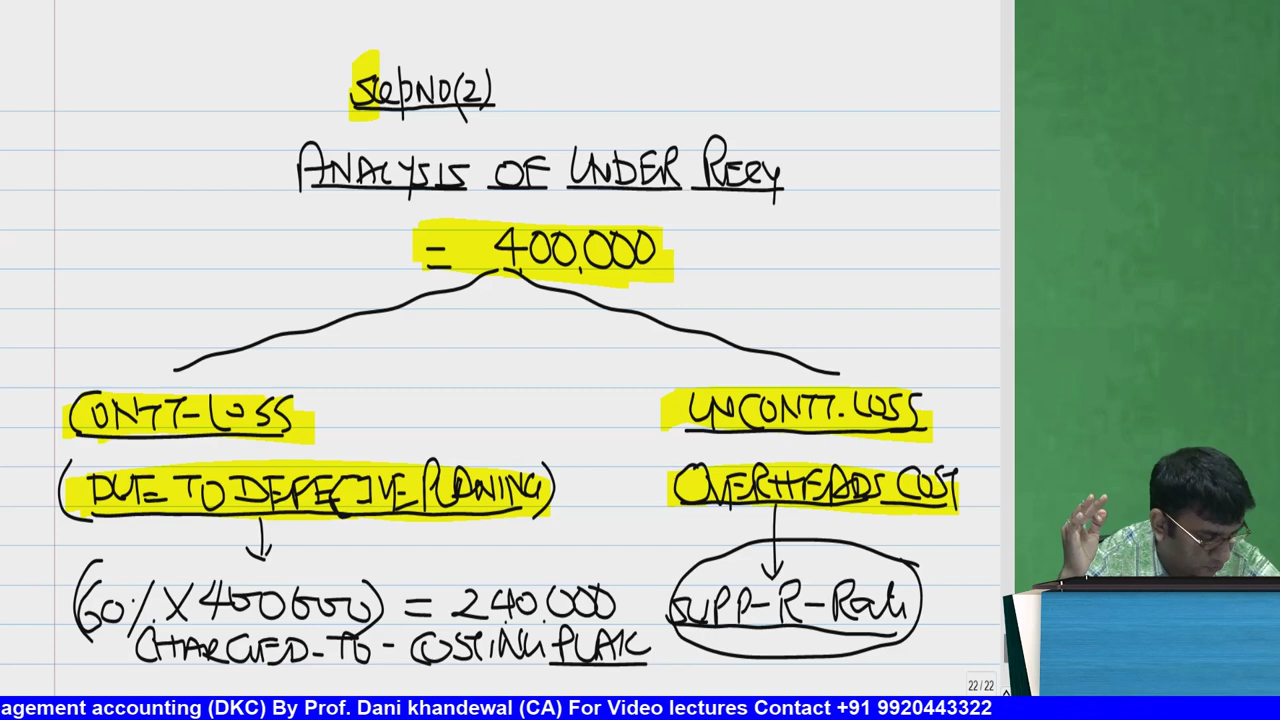 Step NO (2)
ANALYSIS OF UNDER RECY
= 400,000
CONTT-LOSS
UNCONTT. LOSS
(DUE TO DEFECTIVE PLANING)
OVERHEADS COST
(60% X 400000) = 240,000
SUPP-R-Rate
CHARGED-TO-COSTING PL A/C
22 / 22
agement accounting (DKC) By Prof. Dani khandewal (CA) For Video lectures Contact +91 9920443322